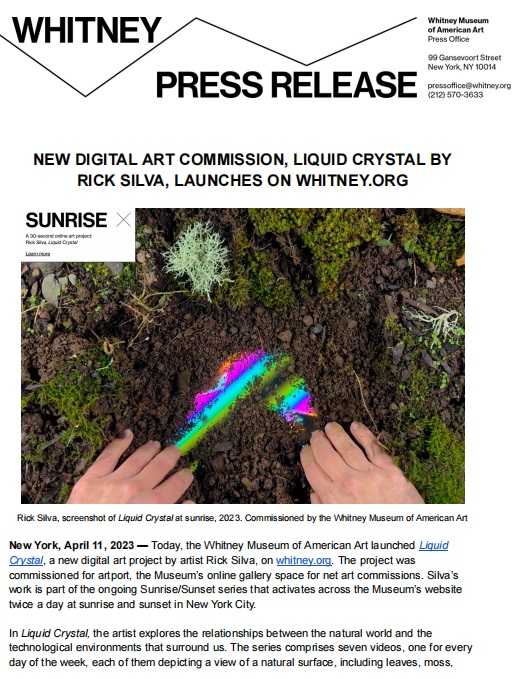 WHITNEY
PRESS RELEASE
Whitney Museum
of American Art
Press Office
99 Gansevoort Street
New York, NY 10014
pressoffice@whitney.org
(212) 570-3633
NEW DIGITAL ART COMMISSION, LIQUID CRYSTAL BY
RICK SILVA, LAUNCHES ON WHITNEY.ORG
SUNRISE
A 30-second online art project:
Rick Silva, Liquid Crystal
Learn more
Rick Silva, screenshot of Liquid Crystal at sunrise, 2023. Commissioned by the Whitney Museum of American Art
New York, April 11, 2023 — Today, the Whitney Museum of American Art launched Liquid
Crystal, a new digital art project by artist Rick Silva, on whitney.org. The project was
commissioned for artport, the Museum's online gallery space for net art commissions. Silva's
work is part of the ongoing Sunrise/Sunset series that activates across the Museum's website
twice a day at sunrise and sunset in New York City.
In Liquid Crystal, the artist explores the relationships between the natural world and the
technological environments that surround us. The series comprises seven videos, one for every
day of the week, each of them depicting a view of a natural surface, including leaves, moss,